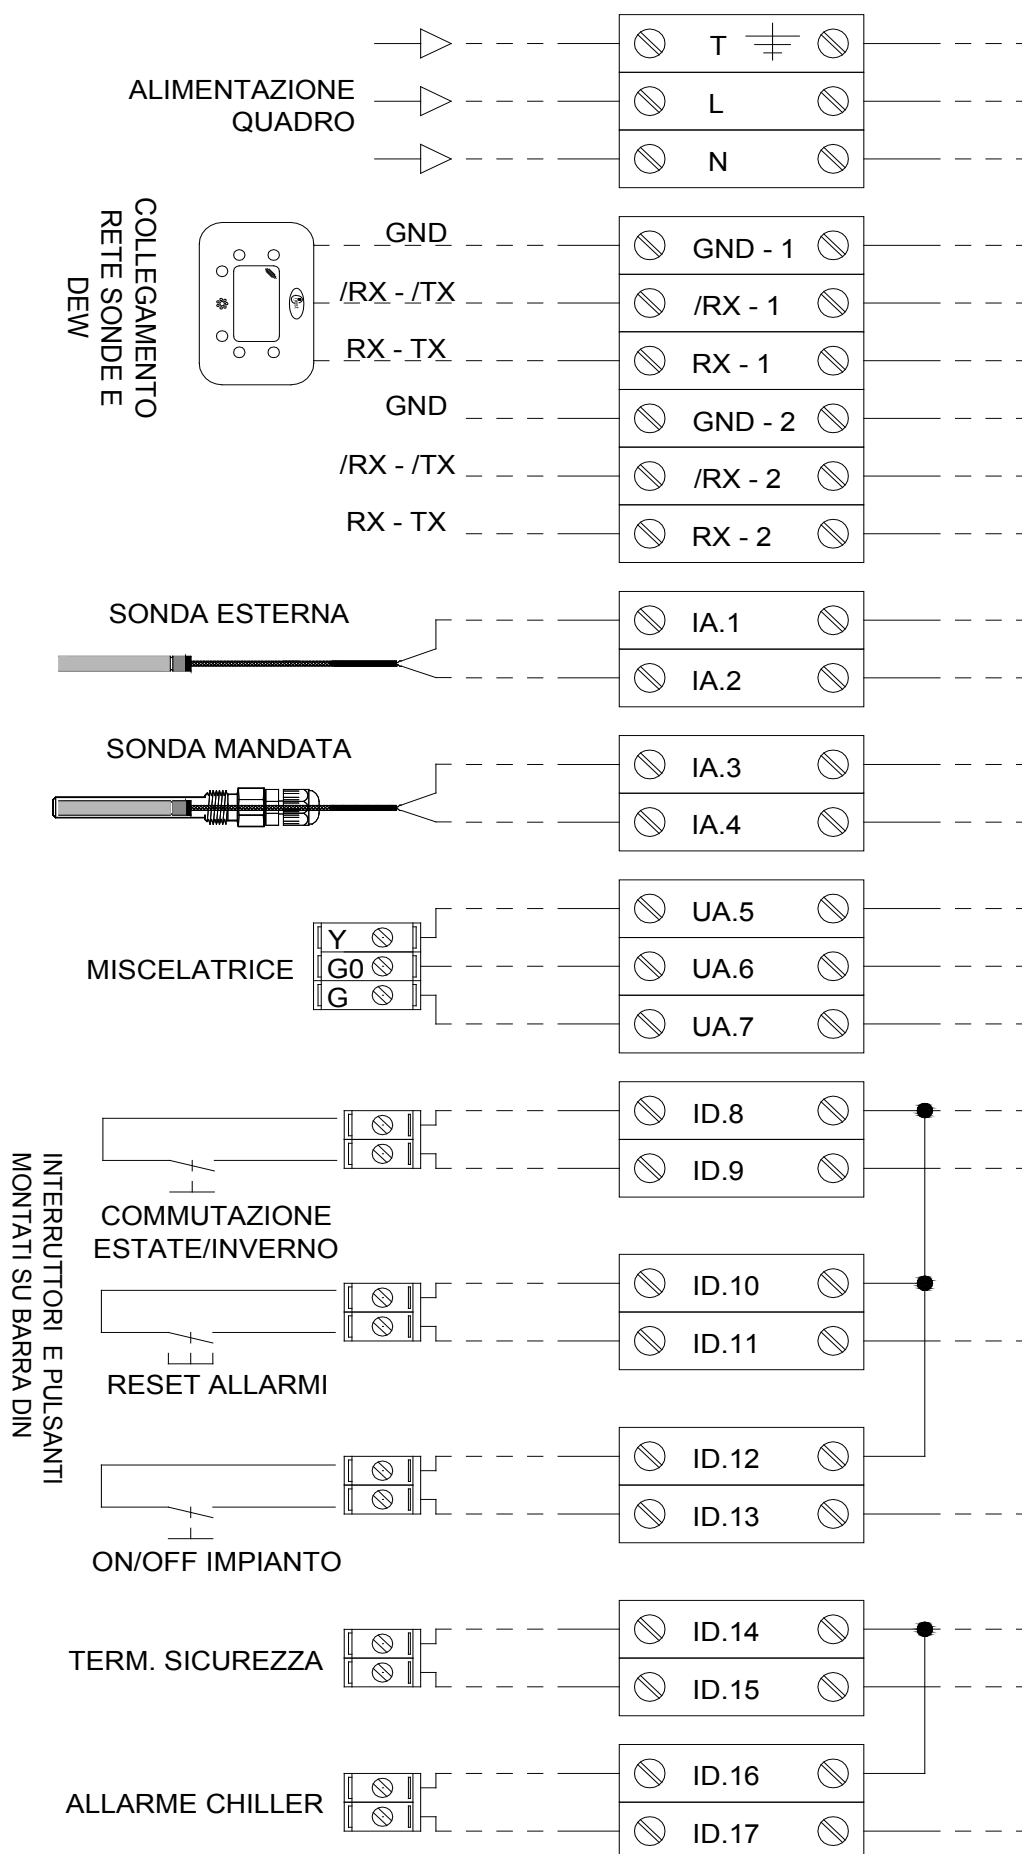 T
ALIMENTAZIONE
QUADRO
L
N
COLLEGAMENTO
RETE SONDE E
DEW
GND
GND - 1
/RX - /TX
/RX - 1
RX - TX
RX - 1
GND
GND - 2
/RX - /TX
/RX - 2
RX - TX
RX - 2
SONDA ESTERNA
IA.1
IA.2
SONDA MANDATA
IA.3
IA.4
MISCELATRICE
Y
G0
G
UA.5
UA.6
UA.7
INTERRUTTORI E PULSANTI
MONTATI SU BARRA DIN
ID.8
ID.9
COMMUTAZIONE
ESTATE/INVERNO
ID.10
ID.11
RESET ALLARMI
ID.12
ID.13
ON/OFF IMPIANTO
TERM. SICUREZZA
ID.14
ID.15
ALLARME CHILLER
ID.16
ID.17